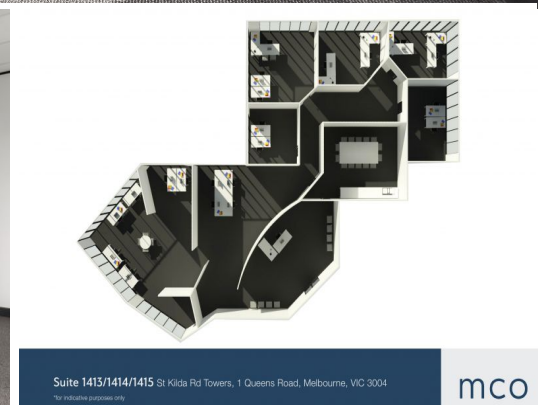 Suite 1413/1414/1415 St Kilda Rd Towers, 1 Queens Road, Melbourne, VIC 3004
*for indicative purposes only
mco